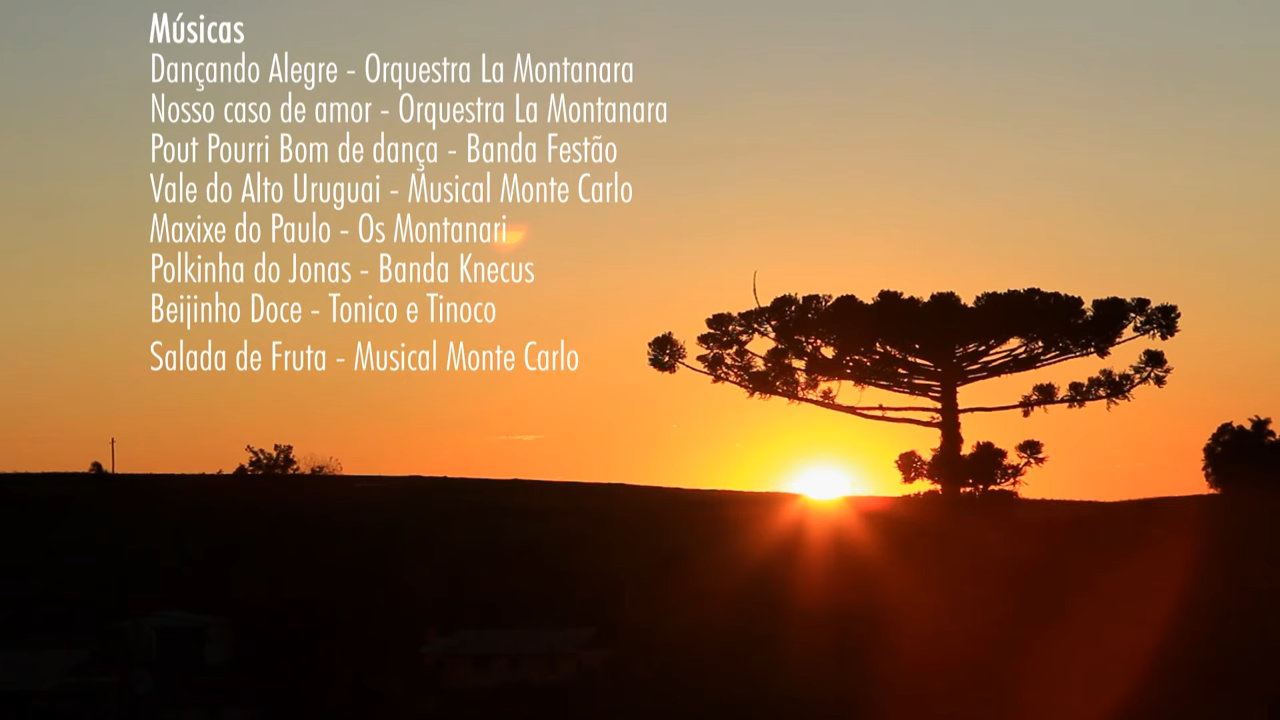 Músicas
Dançando Alegre - Orquestra La Montanara
Nosso caso de amor - Orquestra La Montanara
Pout Pourri Bom de dança - Banda Festão
Vale do Alto Uruguai - Musical Monte Carlo
Maxixe do Paulo - Os Montanari
Polkinha do Jonas - Banda Knecus
Beijinho Doce - Tonico e Tinoco
Salada de Fruta - Musical Monte Carlo